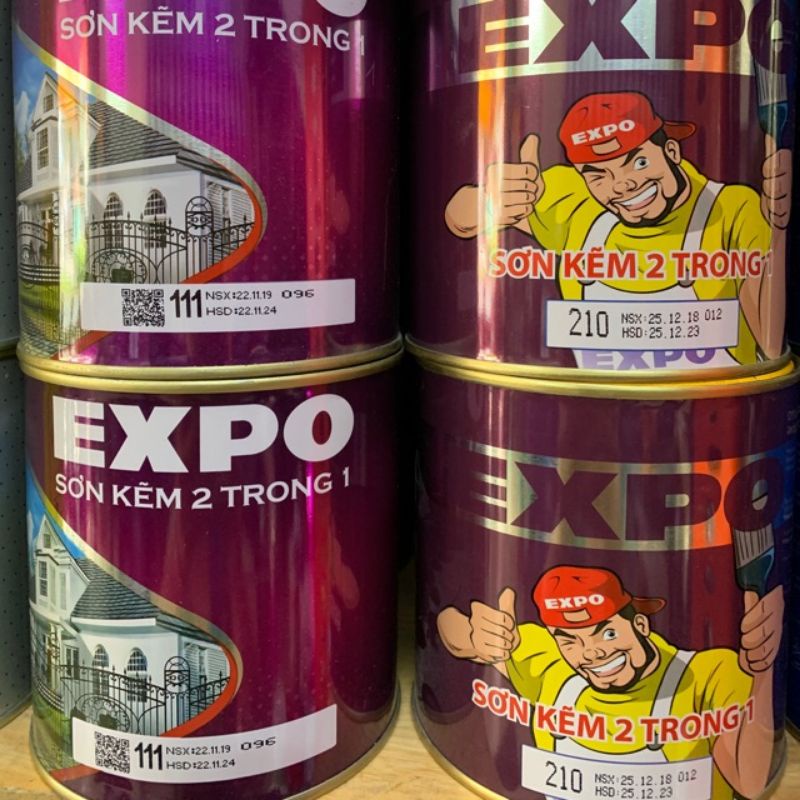 SƠN KẼM 2 TRONG 1
111 NSX:22.11.19 096
HSD:22.11.24
EXPO
EXPO
SƠN KẼM 2 TRONG 1
210 NSX:25.12.18 012
HSD:25.12.23
EXPO
EXPO
SƠN KẼM 2 TRONG 1
111 NSX:22.11.19 096
HSD:22.11.24
EXPO
EXPO
SƠN KẼM 2 TRONG 1
210 NSX:25.12.18 012
HSD:25.12.23